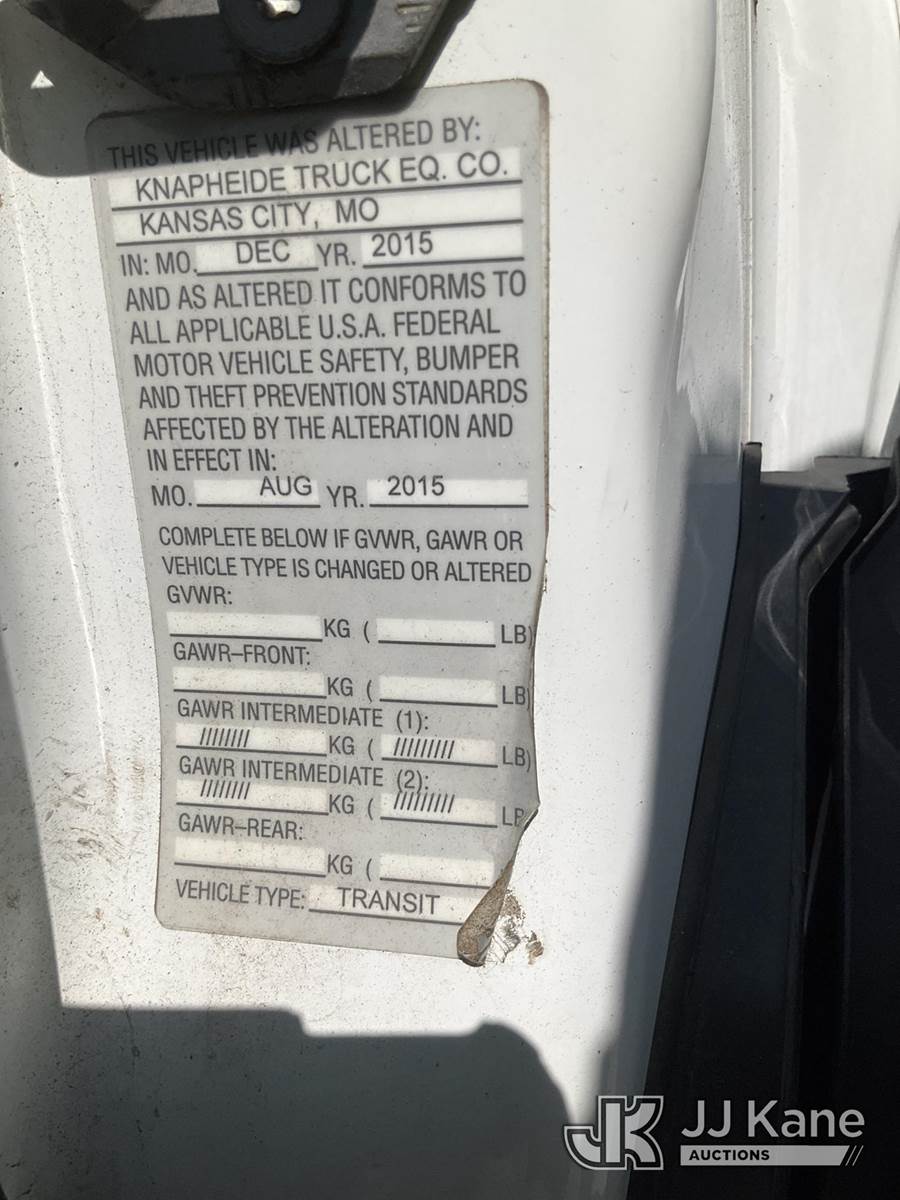 THIS VEHICLE WAS ALTERED BY:
KNAPHEIDE TRUCK EQ. CO.
KANSAS CITY, MO
IN: MO. DEC YR. 2015
AND AS ALTERED IT CONFORMS TO
ALL APPLICABLE U.S.A. FEDERAL
MOTOR VEHICLE SAFETY, BUMPER
AND THEFT PREVENTION STANDARDS
AFFECTED BY THE ALTERATION AND
IN EFFECT IN:
MO. AUG YR. 2015
COMPLETE BELOW IF GVWR, GAWR OR
VEHICLE TYPE IS CHANGED OR ALTERED
GVWR:
KG ( LB)
GAWR–FRONT:
KG ( LB)
GAWR INTERMEDIATE (1):
//////// KG ( ///////// LB)
GAWR INTERMEDIATE (2):
//////// KG ( ///////// LB
GAWR–REAR:
KG (
VEHICLE TYPE: TRANSIT
JK JJ Kane
AUCTIONS